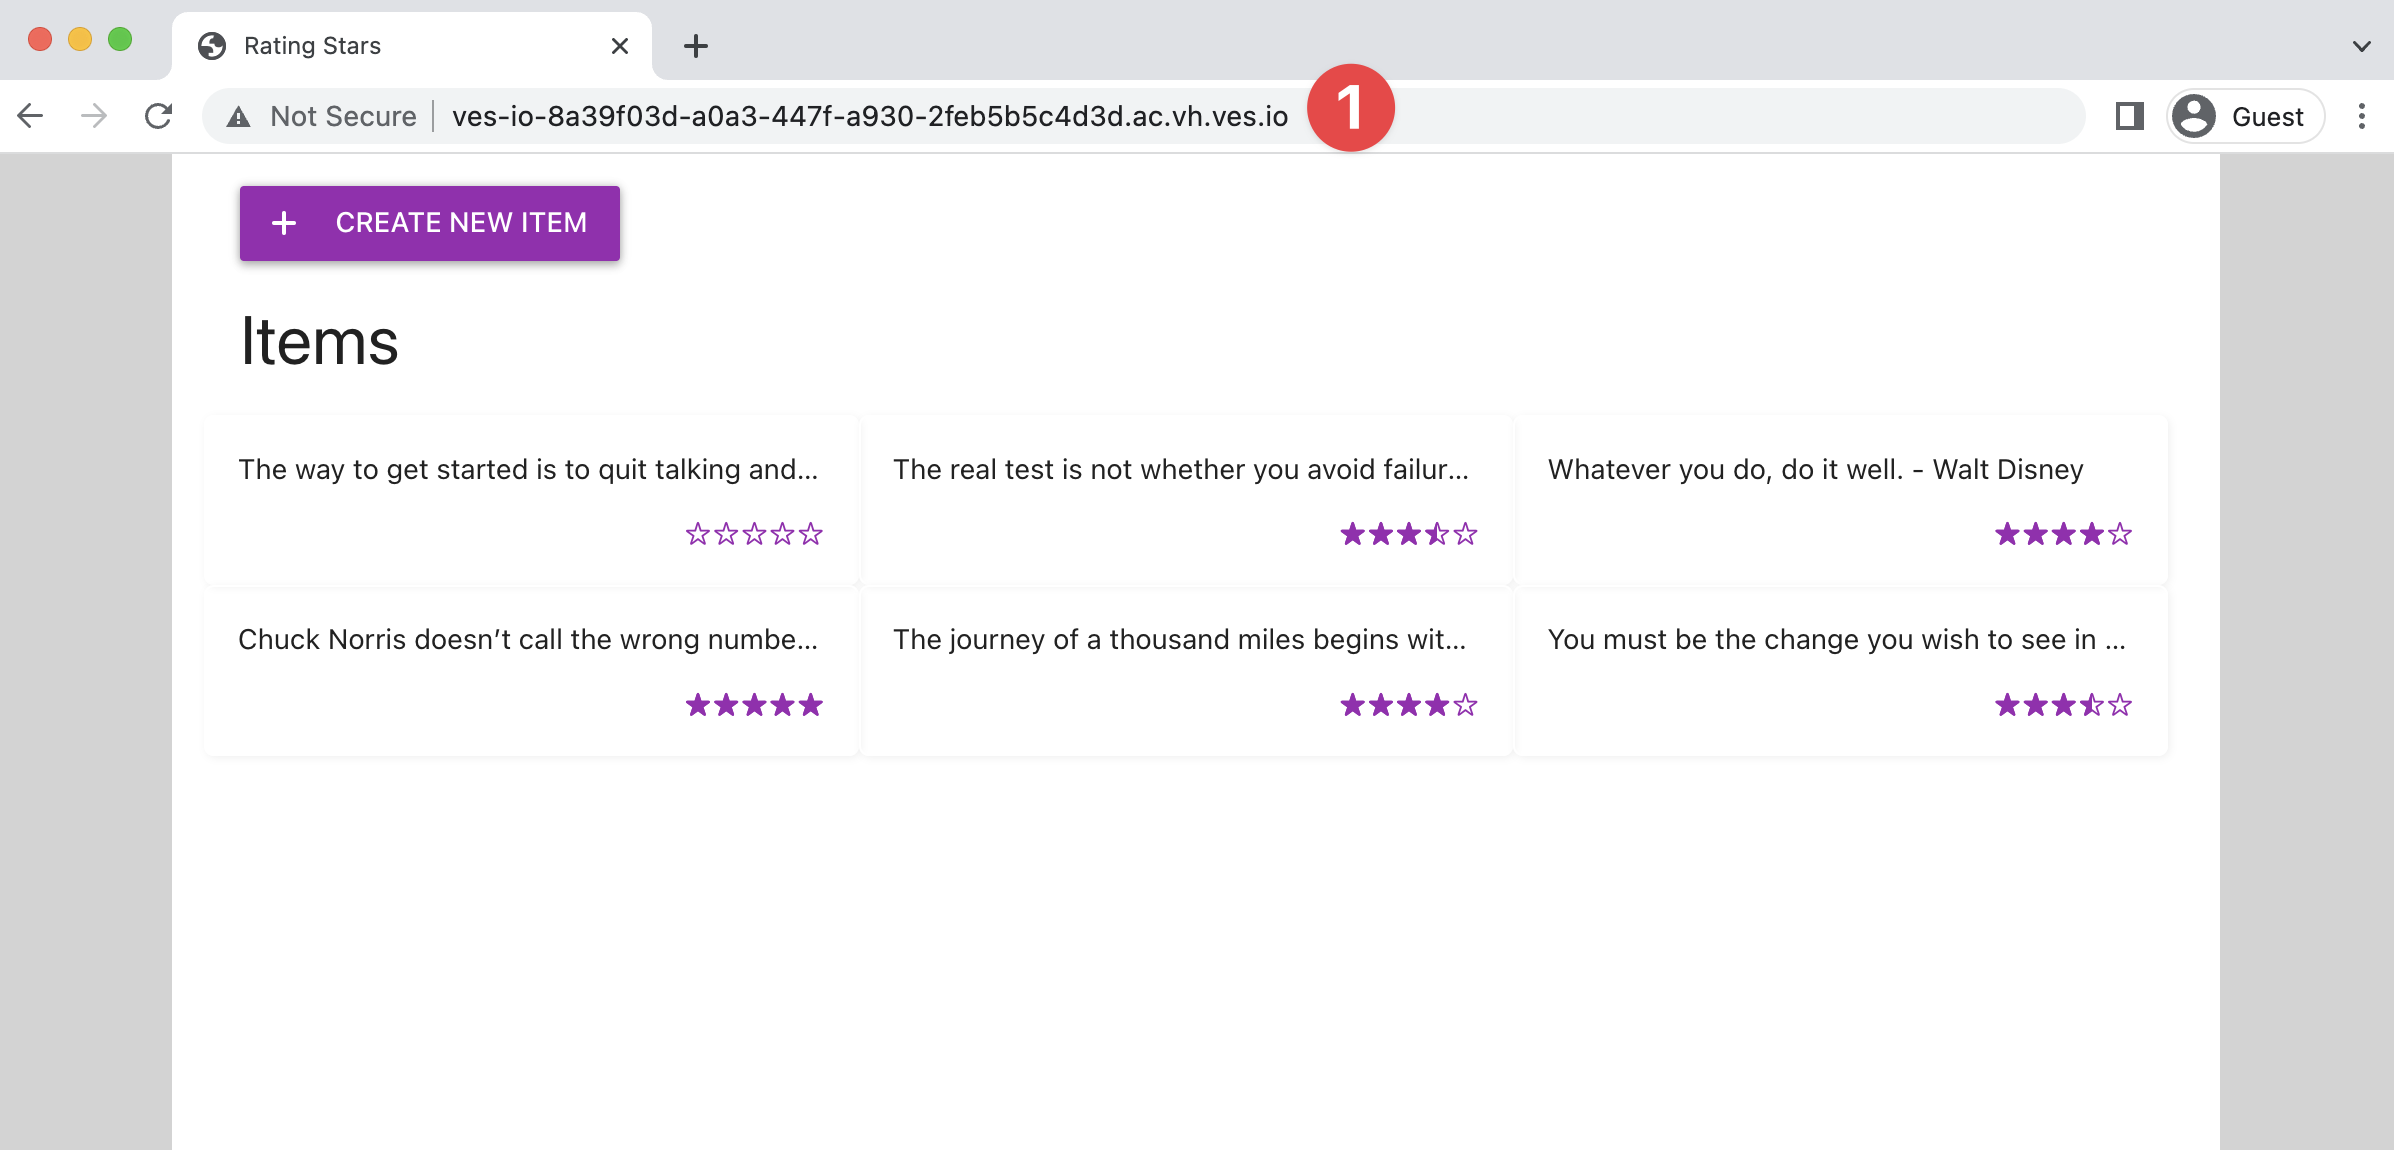 Rating Stars
Not Secure ves-io-8a39f03d-a0a3-447f-a930-2feb5b5c4d3d.ac.vh.ves.io 1 Guest
CREATE NEW ITEM
Items
The way to get started is to quit talking and...
The real test is not whether you avoid failur...
Whatever you do, do it well. - Walt Disney
Chuck Norris doesn’t call the wrong numbe...
The journey of a thousand miles begins wit...
You must be the change you wish to see in ...